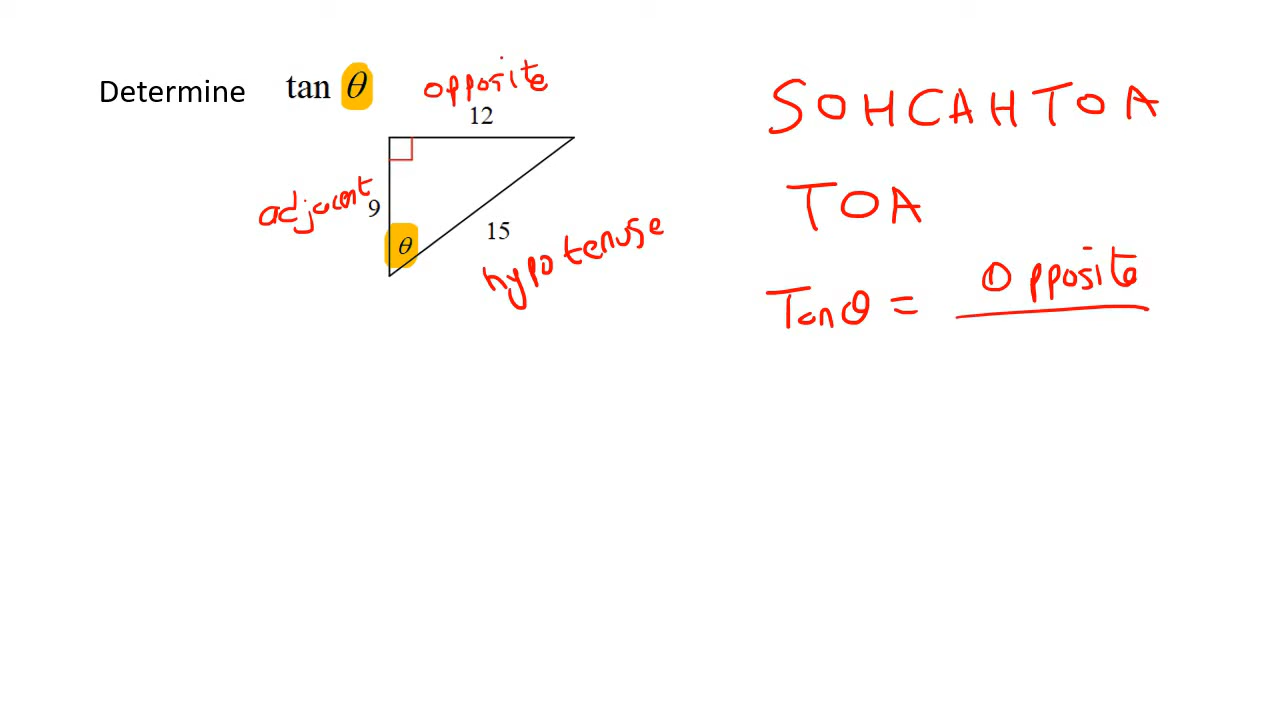 Determine tan θ
opposite
12
adjacent
9
θ
15
hypotenuse
SOHCAHTOA
TOA
Tanθ = Opposite